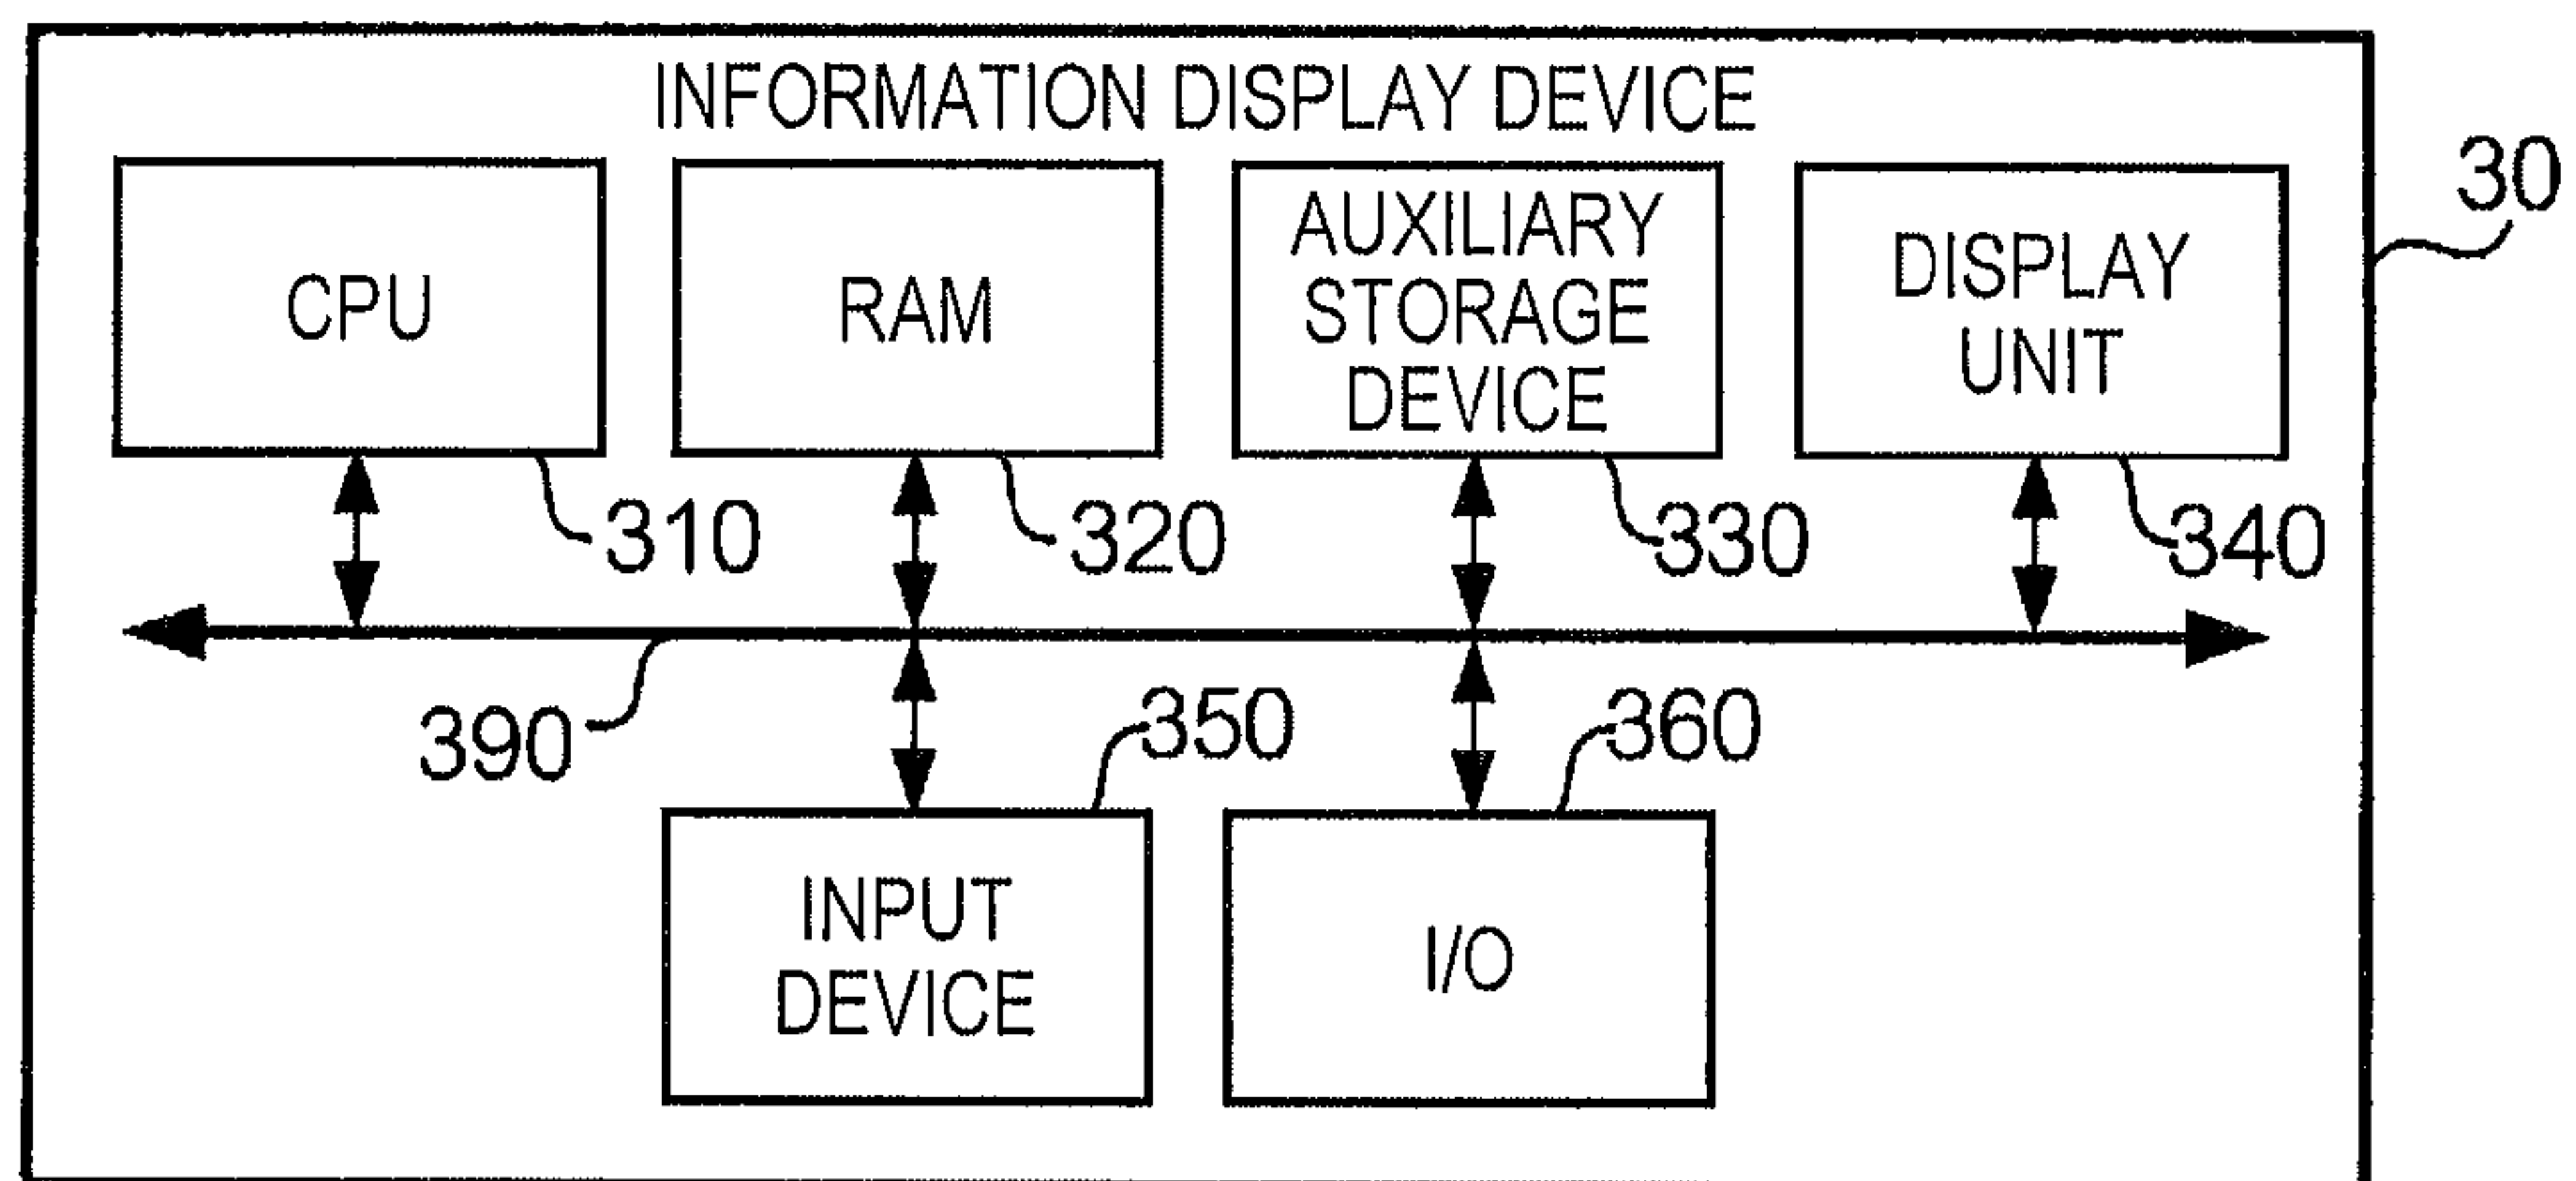 INFORMATION DISPLAY DEVICE
30
CPU
RAM
AUXILIARY
STORAGE
DEVICE
DISPLAY
UNIT
310
320
330
340
390
350
360
INPUT
DEVICE
I/O